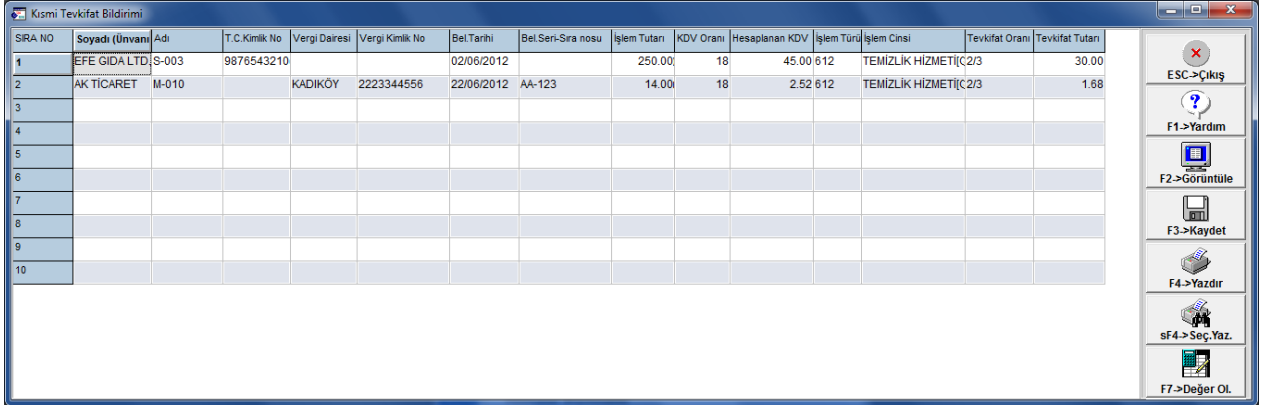 Kısmi Tevkifat Bildirimi
SIRA NO Soyadı (Ünvanı Adı T.C.Kimlik No Vergi Dairesi Vergi Kimlik No Bel.Tarihi Bel.Seri-Sıra nosu İşlem Tutarı KDV Oranı Hesaplanan KDV İşlem Türü İşlem Cinsi Tevkifat Oranı Tevkifat Tutarı
1 EFE GIDA LTD. S-003 9876543210 02/06/2012 250.00 18 45.00 612 TEMİZLİK HİZMETİ[( 2/3 30.00
2 AK TİCARET M-010 KADIKÖY 2223344556 22/06/2012 AA-123 14.00 18 2.52 612 TEMİZLİK HİZMETİ[( 2/3 1.68
3
4
5
6
7
8
9
10
ESC->Çıkış
F1->Yardım
F2->Görüntüle
F3->Kaydet
F4->Yazdır
sF4->Seç.Yaz.
F7->Değer Ol.